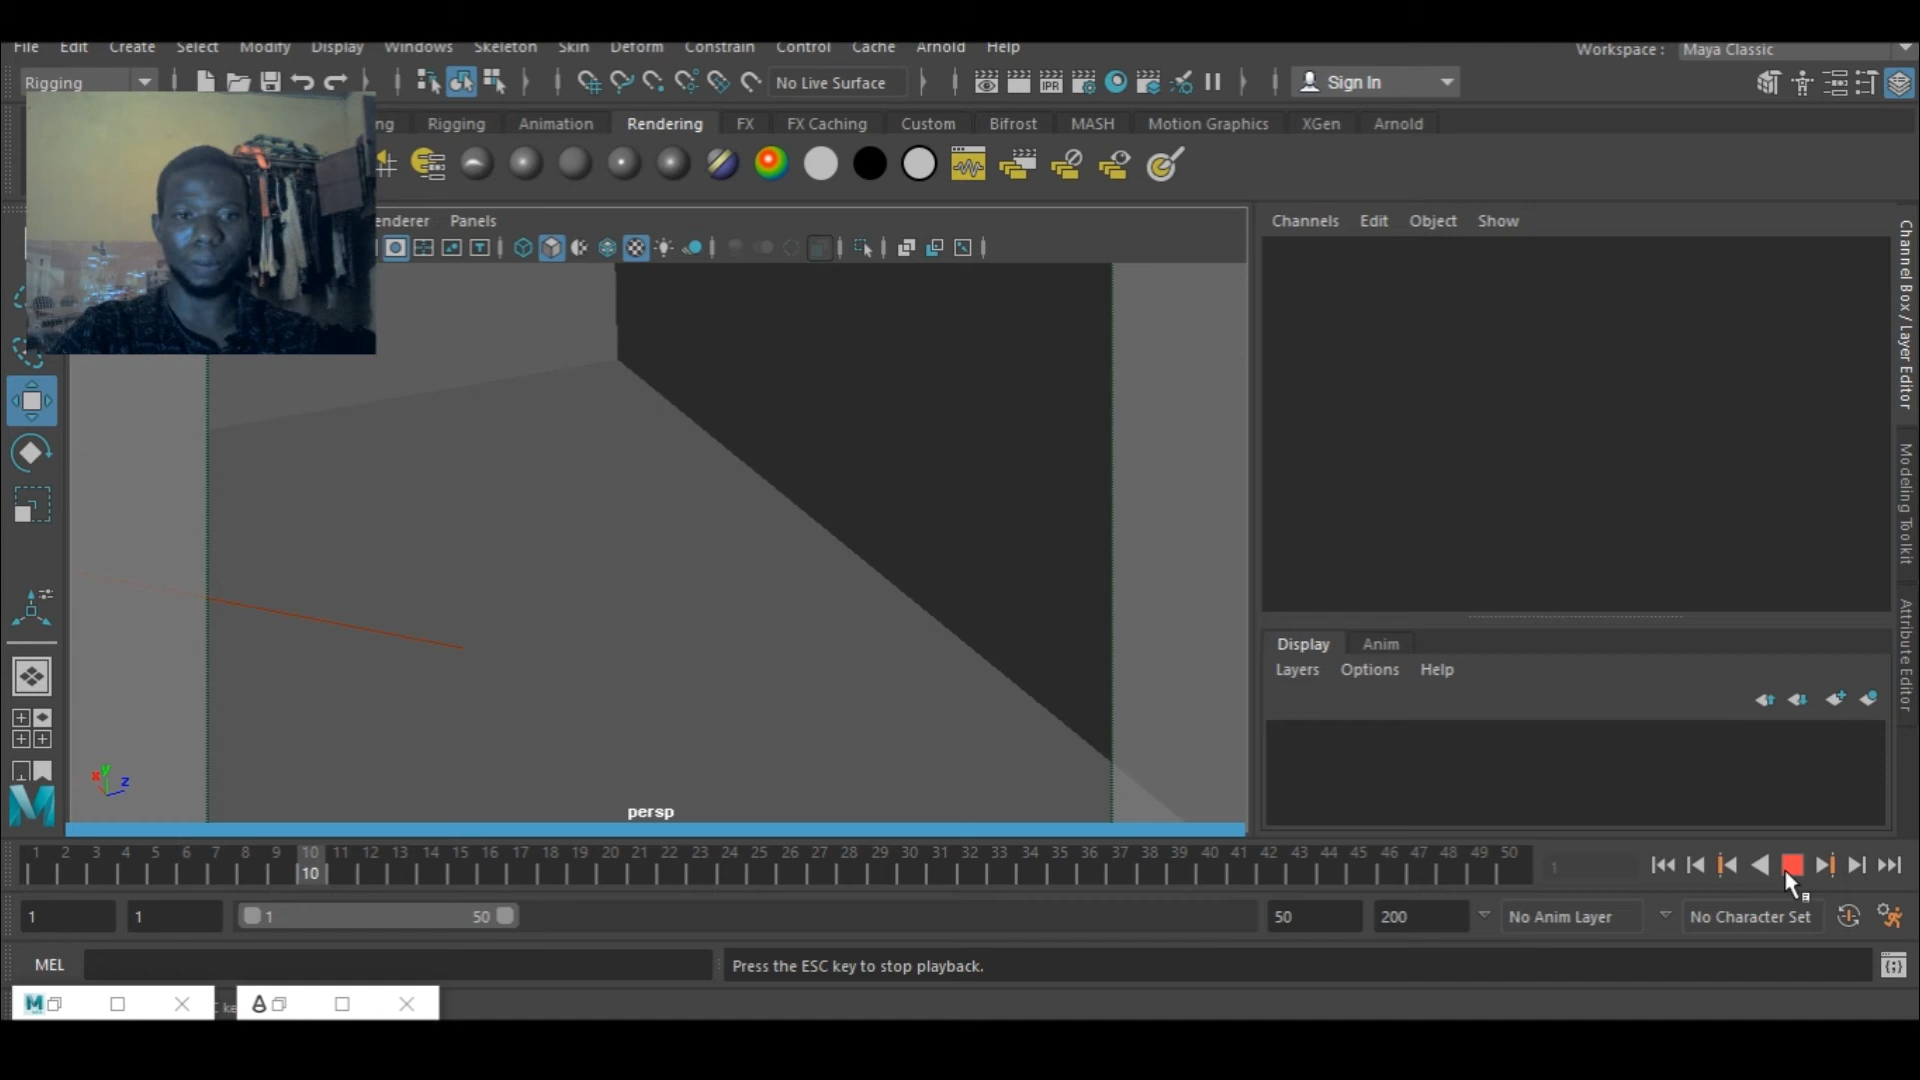 File Edit Create Select Modify Display Windows Skeleton Skin Deform Constrain Control Cache Arnold Help Workspace : Maya Classic
Rigging No Live Surface IPR Sign In
ng Rigging Animation Rendering FX FX Caching Custom Bifrost MASH Motion Graphics XGen Arnold
enderer Panels
Channels Edit Object Show
Channel Box / Layer Editor
Modeling Toolkit
Attribute Editor
Display Anim
Layers Options Help
x y z
persp
1 2 3 4 5 6 7 8 9 10 11 12 13 14 15 16 17 18 19 20 21 22 23 24 25 26 27 28 29 30 31 32 33 34 35 36 37 38 39 40 41 42 43 44 45 46 47 48 49 50
10
1
1 1 1 50 50 200 No Anim Layer No Character Set
MEL Press the ESC key to stop playback.
M C ke